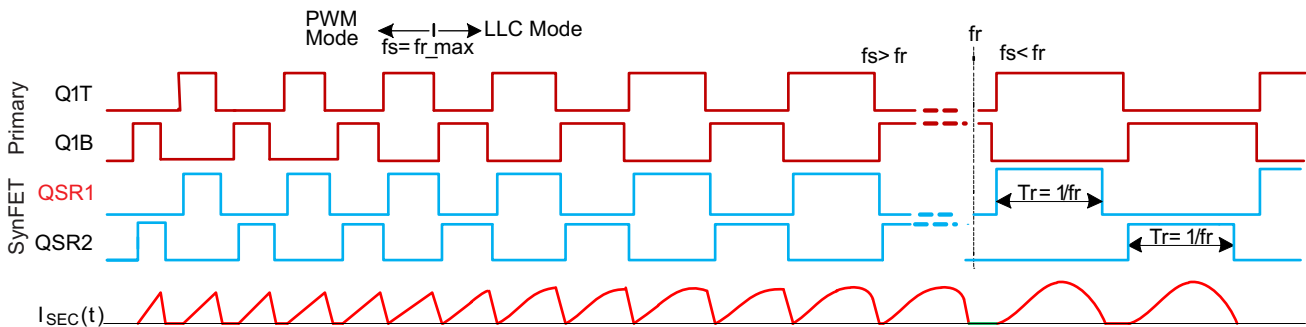 PWM Mode
LLC Mode
fs= fr_max
fs> fr
fr
fs< fr
Primary
Q1T
Q1B
SynFET
QSR1
Tr= 1/fr
QSR2
Tr= 1/fr
ISEC(t)